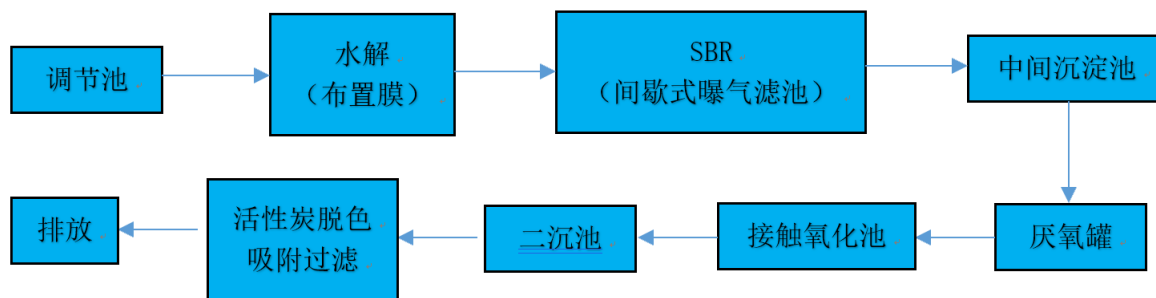 调节池
水解
（布置膜）
SBR
（间歇式曝气滤池）
中间沉淀池
厌氧罐
接触氧化池
二沉池
活性炭脱色
吸附过滤
排放